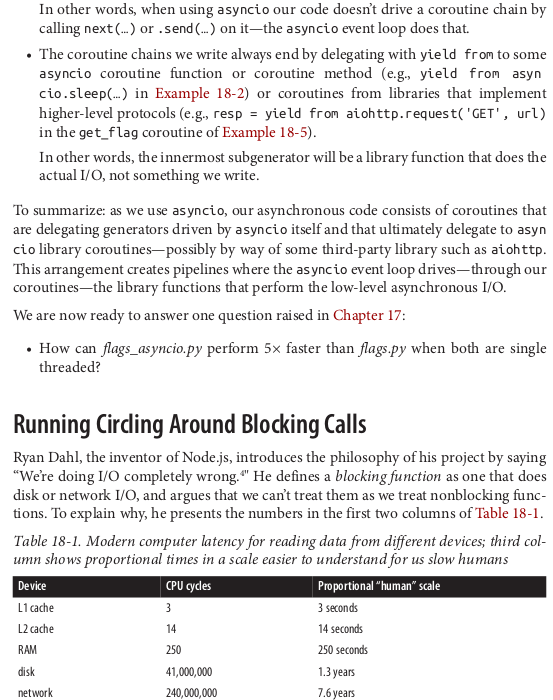 In other words, when using asyncio our code doesn't drive a coroutine chain by
calling next(…) or .send(…) on it—the asyncio event loop does that.
• The coroutine chains we write always end by delegating with yield from to some
asyncio coroutine function or coroutine method (e.g., yield from asyn
cio.sleep(…) in Example 18-2) or coroutines from libraries that implement
higher-level protocols (e.g., resp = yield from aiohttp.request('GET', url)
in the get_flag coroutine of Example 18-5).
In other words, the innermost subgenerator will be a library function that does the
actual I/O, not something we write.
To summarize: as we use asyncio, our asynchronous code consists of coroutines that
are delegating generators driven by asyncio itself and that ultimately delegate to asyn
cio library coroutines—possibly by way of some third-party library such as aiohttp.
This arrangement creates pipelines where the asyncio event loop drives—through our
coroutines—the library functions that perform the low-level asynchronous I/O.
We are now ready to answer one question raised in Chapter 17:
• How can flags_asyncio.py perform 5× faster than flags.py when both are single
threaded?
Running Circling Around Blocking Calls
Ryan Dahl, the inventor of Node.js, introduces the philosophy of his project by saying
“We're doing I/O completely wrong.4” He defines a blocking function as one that does
disk or network I/O, and argues that we can't treat them as we treat nonblocking func-
tions. To explain why, he presents the numbers in the first two columns of Table 18-1.
Table 18-1. Modern computer latency for reading data from different devices; third col-
umn shows proportional times in a scale easier to understand for us slow humans
Device CPU cycles Proportional “human” scale
L1 cache 3 3 seconds
L2 cache 14 14 seconds
RAM 250 250 seconds
disk 41,000,000 1.3 years
network 240,000,000 7.6 years